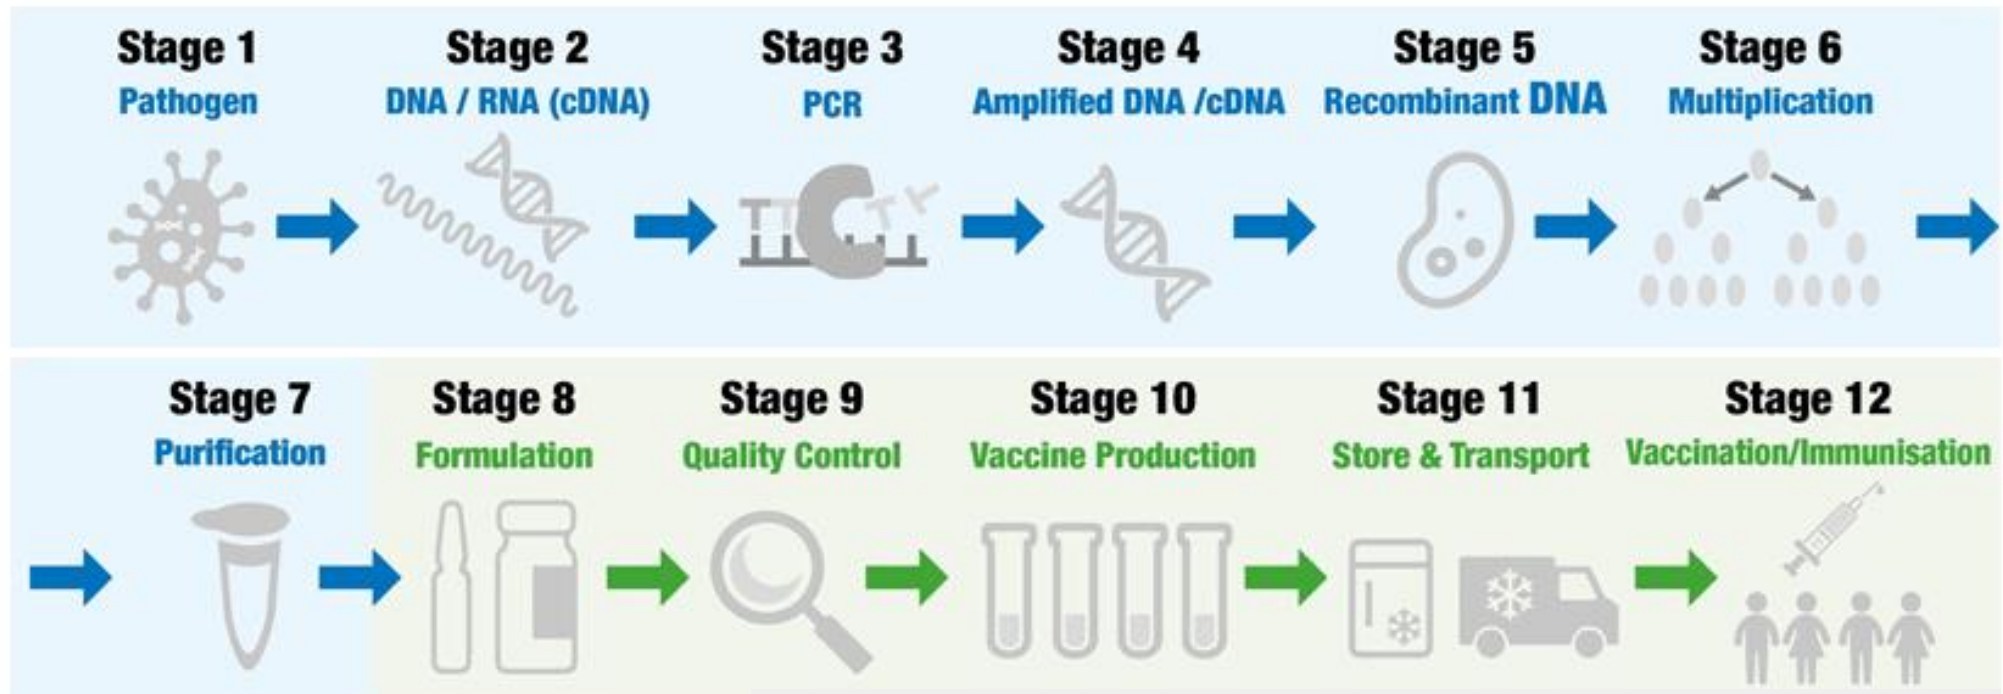 Stage 1
Pathogen
Stage 2
DNA / RNA (cDNA)
Stage 3
PCR
Stage 4
Amplified DNA /cDNA
Stage 5
Recombinant DNA
Stage 6
Multiplication
Stage 7
Purification
Stage 8
Formulation
Stage 9
Quality Control
Stage 10
Vaccine Production
Stage 11
Store & Transport
Stage 12
Vaccination/Immunisation